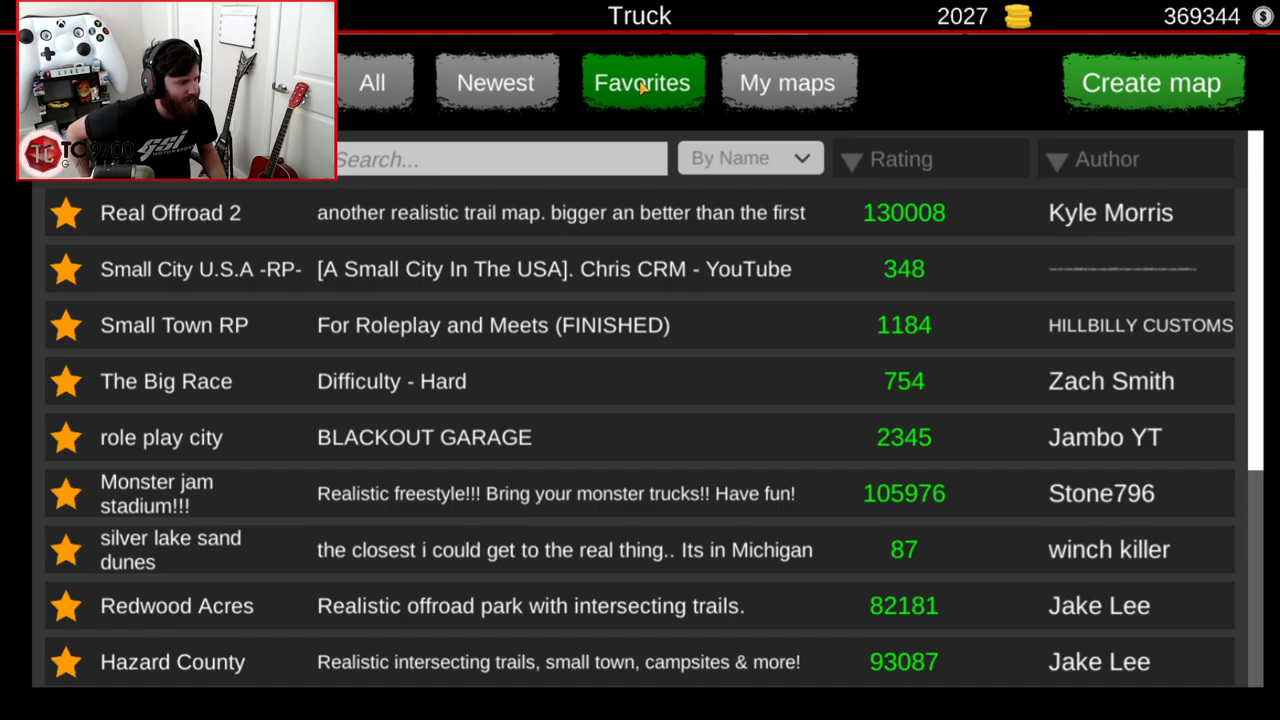 Truck
2027
369344
All
Newest
Favorites
My maps
Create map
Search...
By Name
Rating
Author
Real Offroad 2
another realistic trail map. bigger an better than the first
130008
Kyle Morris
Small City U.S.A -RP-
[A Small City In The USA]. Chris CRM - YouTube
348
Small Town RP
For Roleplay and Meets (FINISHED)
1184
HILLBILLY CUSTOMS
The Big Race
Difficulty - Hard
754
Zach Smith
role play city
BLACKOUT GARAGE
2345
Jambo YT
Monster jam
stadium!!!
Realistic freestyle!!! Bring your monster trucks!! Have fun!
105976
Stone796
silver lake sand
dunes
the closest i could get to the real thing.. Its in Michigan
87
winch killer
Redwood Acres
Realistic offroad park with intersecting trails.
82181
Jake Lee
Hazard County
Realistic intersecting trails, small town, campsites & more!
93087
Jake Lee
TC
TC9700
GAMING
GSI